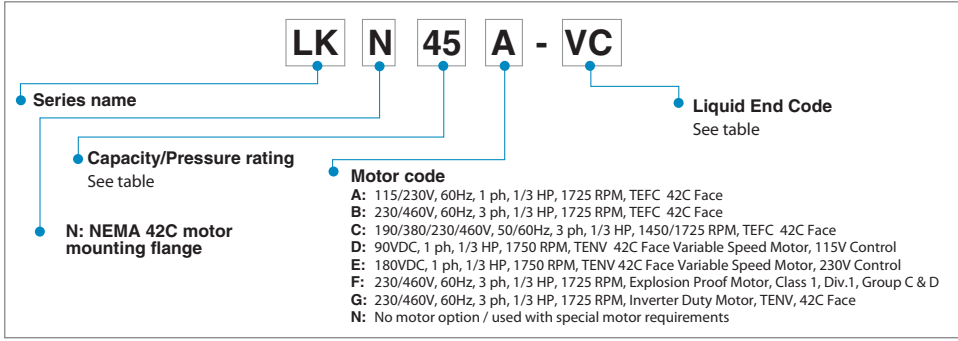 LK N 45 A - VC
Series name
Liquid End Code
See table
Capacity/Pressure rating
See table
Motor code
A: 115/230V, 60Hz, 1 ph, 1/3 HP, 1725 RPM, TEFC 42C Face
B: 230/460V, 60Hz, 3 ph, 1/3 HP, 1725 RPM, TEFC 42C Face
C: 190/380/230/460V, 50/60Hz, 3 ph, 1/3 HP, 1450/1725 RPM, TEFC 42C Face
D: 90VDC, 1 ph, 1/3 HP, 1750 RPM, TENV 42C Face Variable Speed Motor, 115V Control
E: 180VDC, 1 ph, 1/3 HP, 1750 RPM, TENV 42C Face Variable Speed Motor, 230V Control
F: 230/460V, 60Hz, 3 ph, 1/3 HP, 1725 RPM, Explosion Proof Motor, Class 1, Div.1, Group C & D
G: 230/460V, 60Hz, 3 ph, 1/3 HP, 1725 RPM, Inverter Duty Motor, TENV, 42C Face
N: No motor option / used with special motor requirements
N: NEMA 42C motor
mounting flange